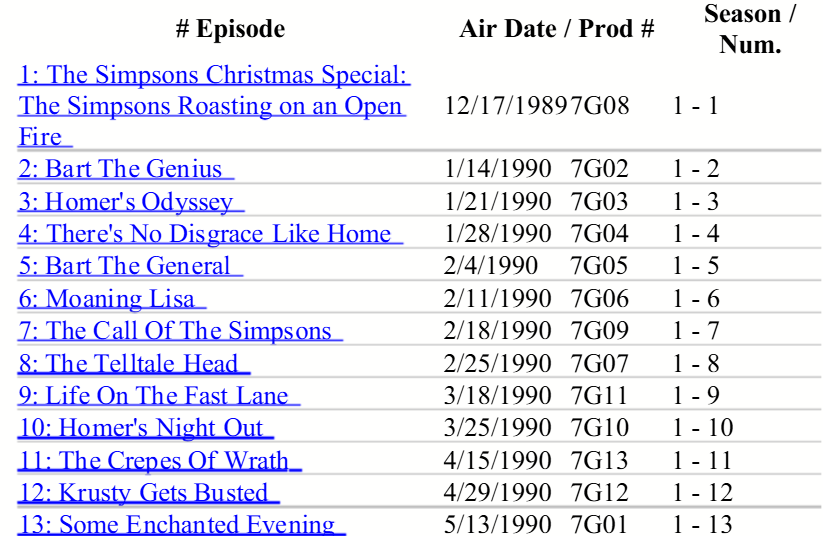 # Episode Air Date / Prod # Season / Num.
1: The Simpsons Christmas Special:
The Simpsons Roasting on an Open 12/17/19897G08 1 - 1
Fire
2: Bart The Genius 1/14/1990 7G02 1 - 2
3: Homer's Odyssey 1/21/1990 7G03 1 - 3
4: There's No Disgrace Like Home 1/28/1990 7G04 1 - 4
5: Bart The General 2/4/1990 7G05 1 - 5
6: Moaning Lisa 2/11/1990 7G06 1 - 6
7: The Call Of The Simpsons 2/18/1990 7G09 1 - 7
8: The Telltale Head 2/25/1990 7G07 1 - 8
9: Life On The Fast Lane 3/18/1990 7G11 1 - 9
10: Homer's Night Out 3/25/1990 7G10 1 - 10
11: The Crepes Of Wrath 4/15/1990 7G13 1 - 11
12: Krusty Gets Busted 4/29/1990 7G12 1 - 12
13: Some Enchanted Evening 5/13/1990 7G01 1 - 13